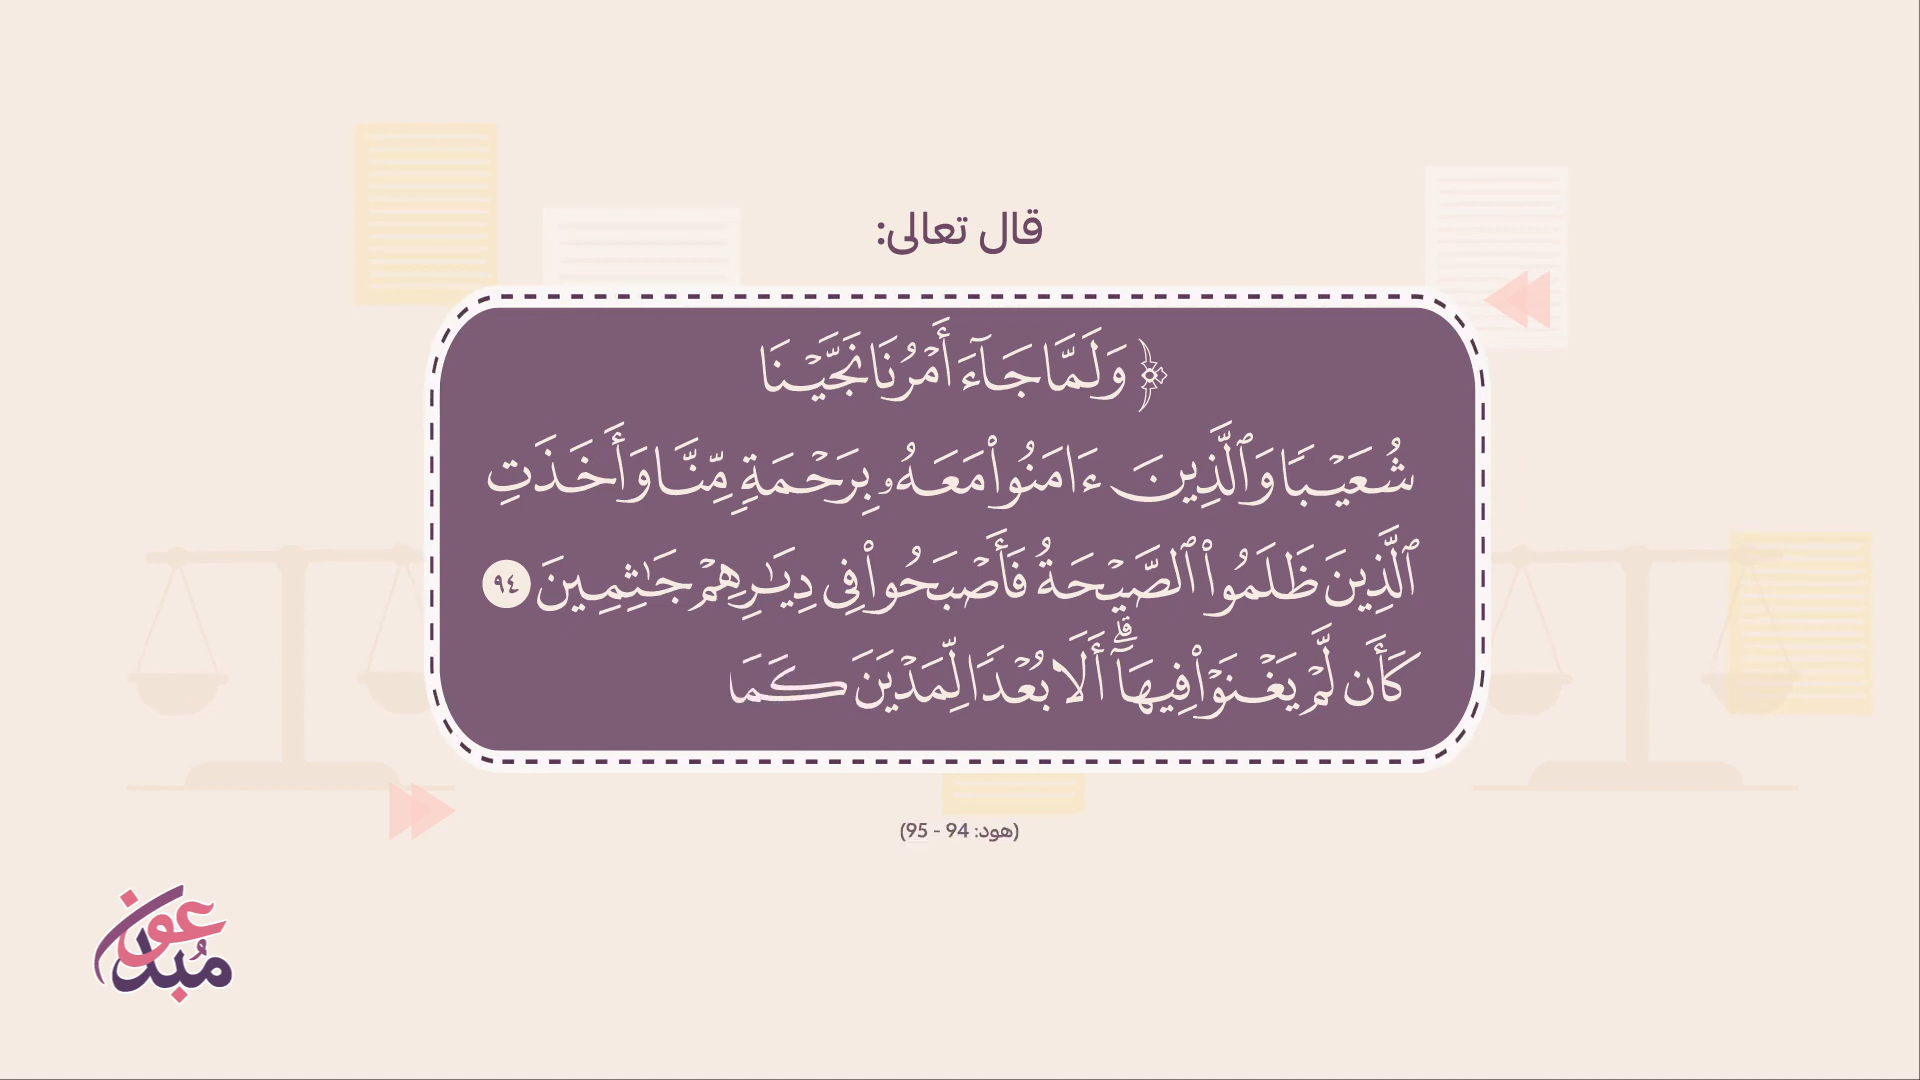 قال تعالى:
﴿وَلَمَّا جَآءَ أَمْرُنَا نَجَّيْنَا
شُعَيْبًا وَٱلَّذِينَ ءَامَنُوا۟ مَعَهُۥ بِرَحْمَةٍ مِّنَّا وَأَخَذَتِ
ٱلَّذِينَ ظَلَمُوا۟ ٱلصَّيْحَةُ فَأَصْبَحُوا۟ فِى دِيَـٰرِهِمْ جَـٰثِمِينَ ٩٤
كَأَن لَّمْ يَغْنَوْا۟ فِيهَآ ۗ أَلَا بُعْدًا لِّمَدْيَنَ كَمَا
(هود: 94 - 95)
مُبدعون